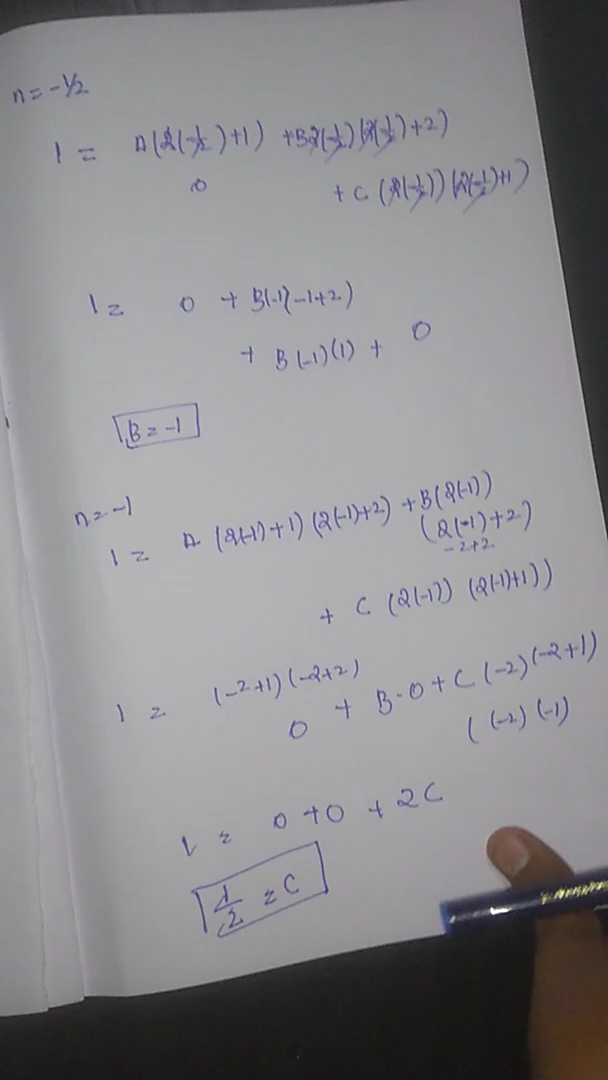 n = -1/2
1 = A(2(-1/2)+1) + B2(-1/2)(2(-1/2)+2)
0 + C (2(-1/2)) (2(-1/2)+1)
1 = 0 + B(-1)(-1+2)
+ B(-1)(1) + 0
B = -1
n = -1
1 = A (2(-1)+1) (2(-1)+2) + B(2(-1))
(2(-1)+2)
-2+2
+ C (2(-1)) (2(-1)+1))
(-2+1) (-2+2)
1 = 0 + B·0 + C (-2) (-2+1)
( (-2) (-1)
1 = 0 + 0 + 2C
1/2 = C